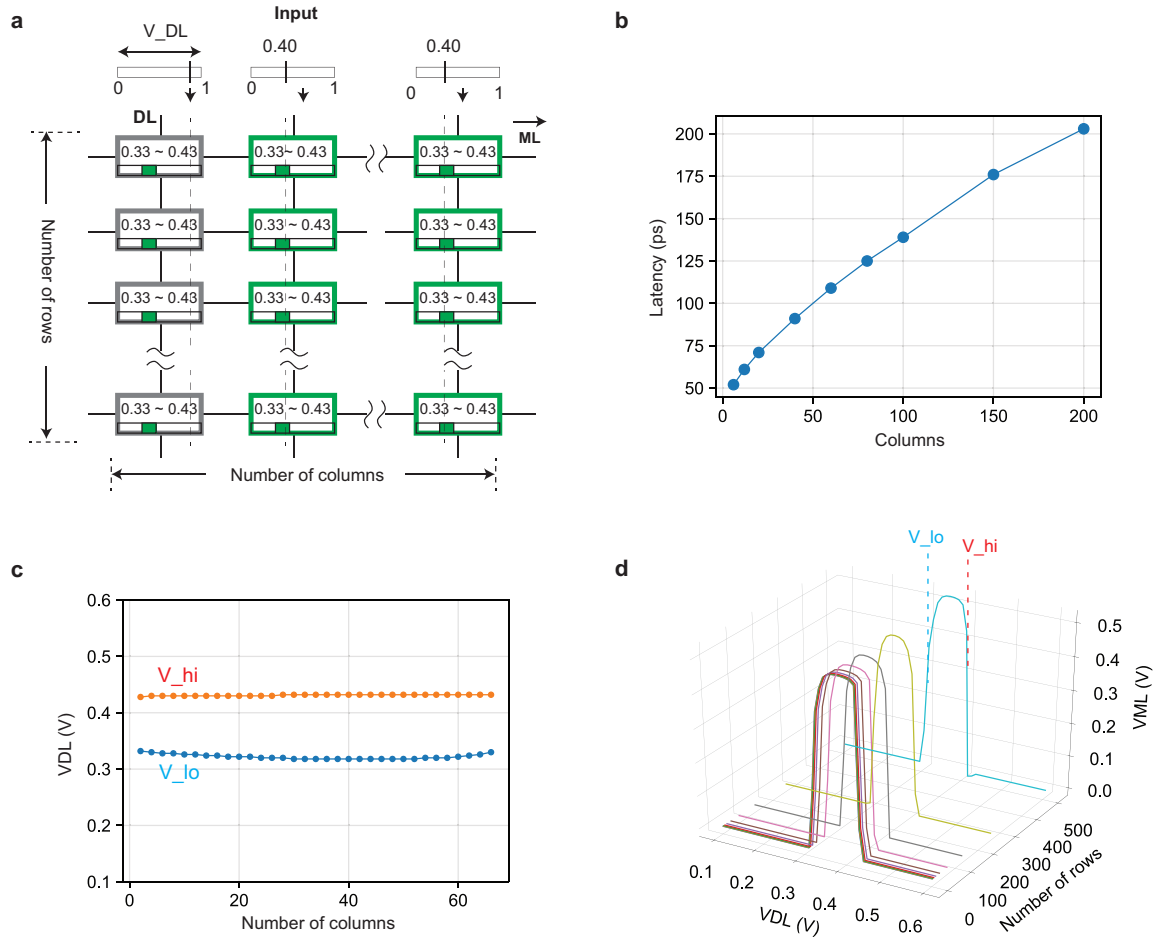 a
Input
V_DL
0.40
0.40
0
1
0
1
0
1
DL
ML
0.33 ~ 0.43
0.33 ~ 0.43
0.33 ~ 0.43
0.33 ~ 0.43
0.33 ~ 0.43
0.33 ~ 0.43
0.33 ~ 0.43
0.33 ~ 0.43
0.33 ~ 0.43
0.33 ~ 0.43
0.33 ~ 0.43
0.33 ~ 0.43
Number of rows
Number of columns
b
200
175
150
125
100
75
50
Latency (ps)
0
50
100
150
200
Columns
c
0.6
0.5
0.4
0.3
0.2
0.1
VDL (V)
V_hi
V_lo
0
20
40
60
Number of columns
d
V_lo
V_hi
0.5
0.4
0.3
0.2
0.1
0.0
VML (V)
0.1
0.2
0.3
0.4
0.5
0.6
VDL (V)
0
100
200
300
400
500
Number of rows